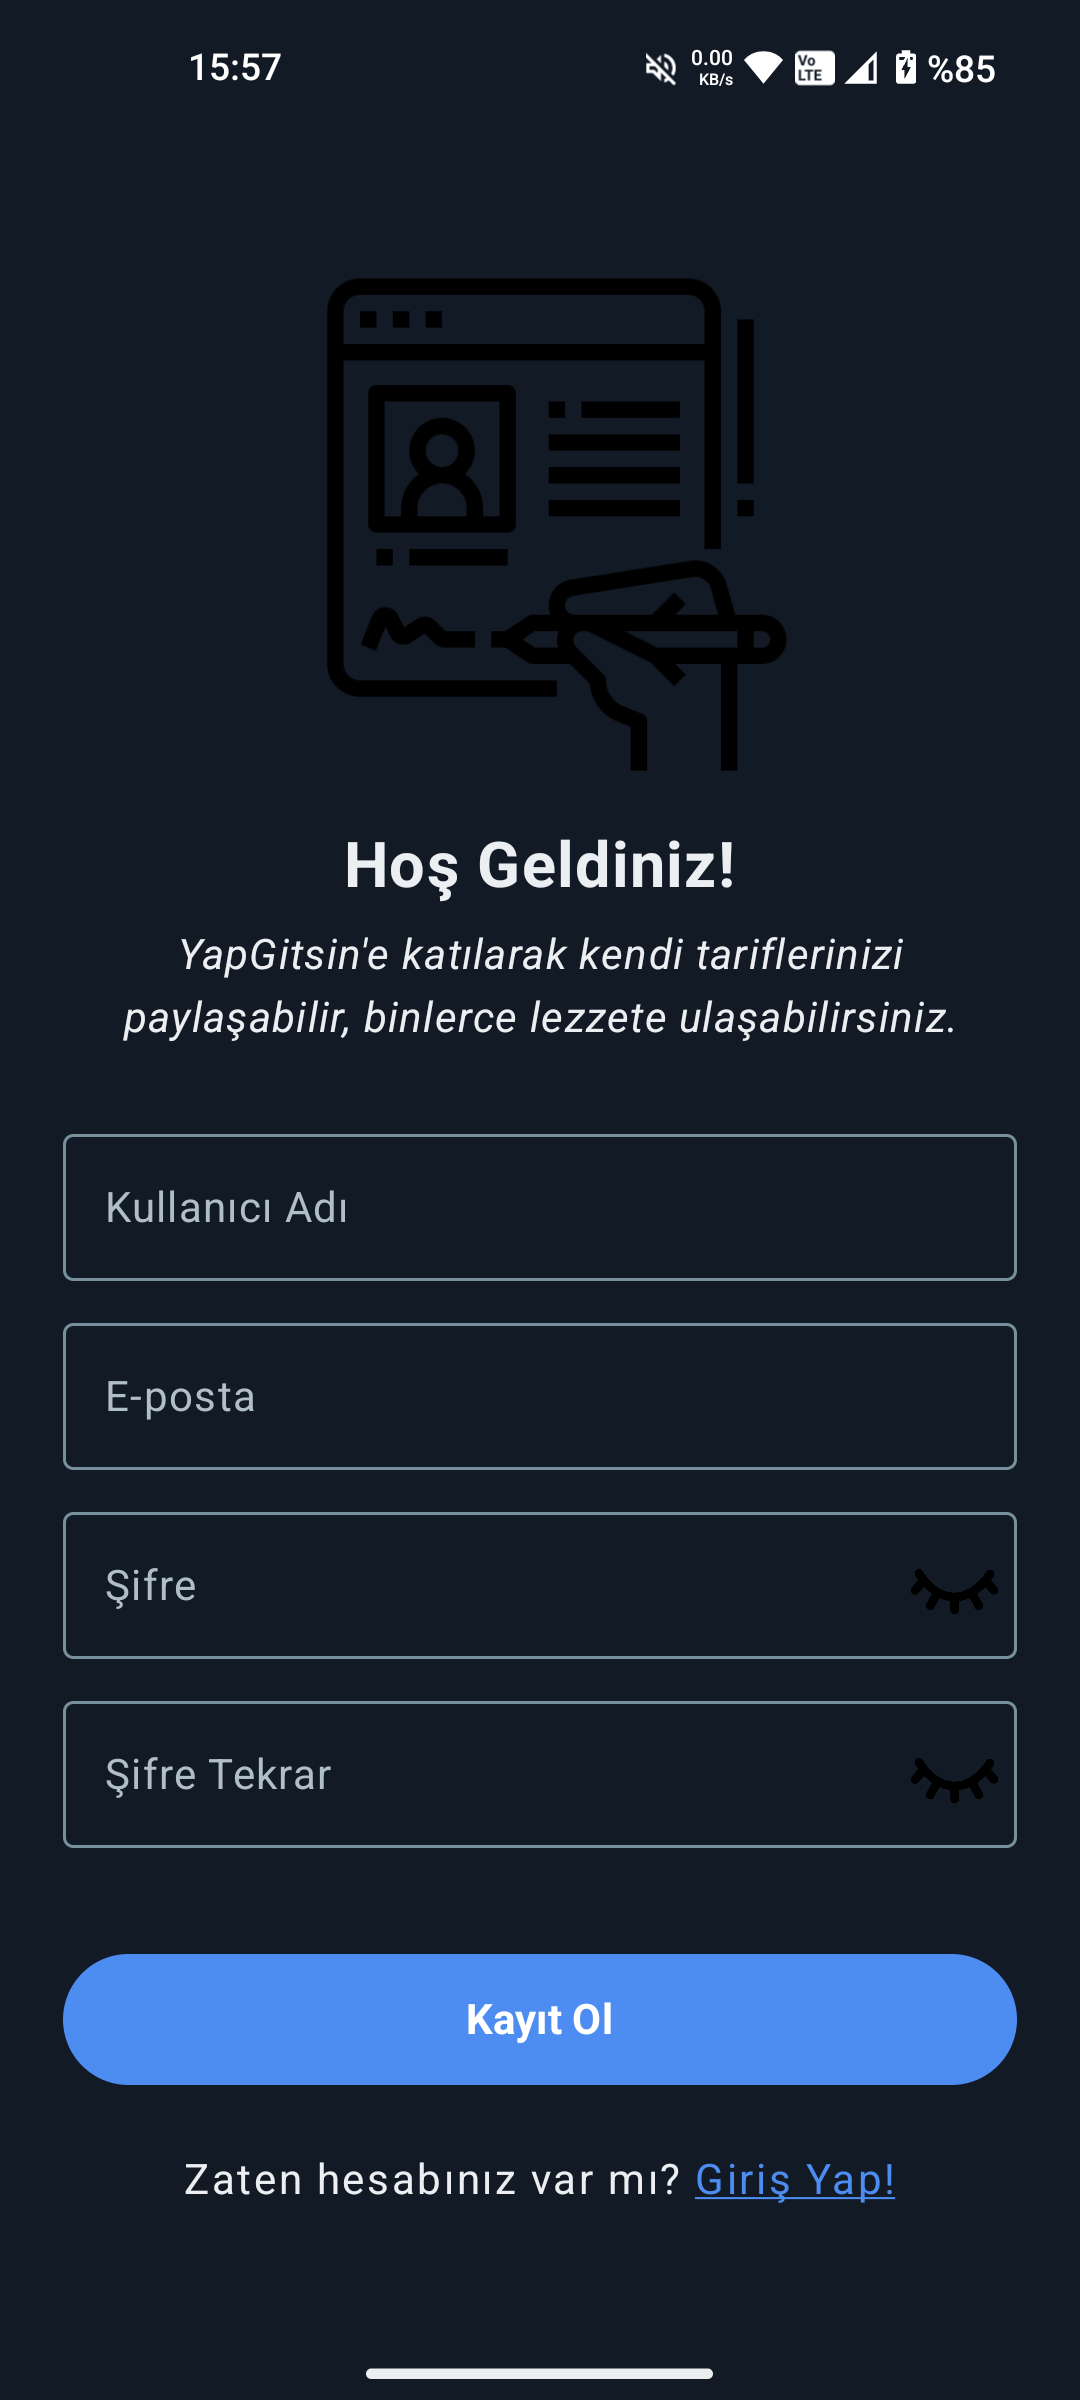 15:57
0.00
KB/s
Vo
LTE
%85
Hoş Geldiniz!
YapGitsin'e katılarak kendi tariflerinizi
paylaşabilir, binlerce lezzete ulaşabilirsiniz.
Kullanıcı Adı
E-posta
Şifre
Şifre Tekrar
Kayıt Ol
Zaten hesabınız var mı? Giriş Yap!